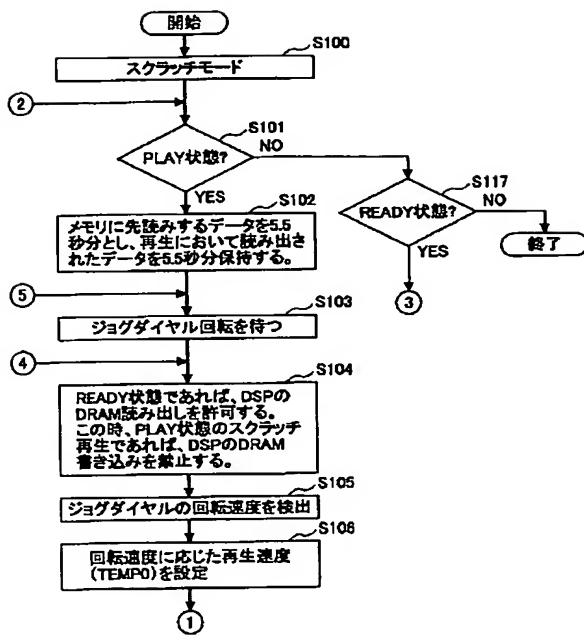 開始
S100
スクラッチモード
②
S101
PLAY状態?
NO
YES
S117
READY状態?
NO
YES
終了
③
S102
メモリに先読みするデータを5.5
秒分とし、再生において読み出さ
れたデータを5.5秒分保持する。
⑤
S103
ジョグダイヤル回転を待つ
④
S104
READY状態であれば、DSPの
DRAM読み出しを許可する。
この時、PLAY状態のスクラッチ
再生であれば、DSPのDRAM
書き込みを禁止する。
S105
ジョグダイヤルの回転速度を検出
S106
回転速度に応じた再生速度
(TEMPO)を設定
①